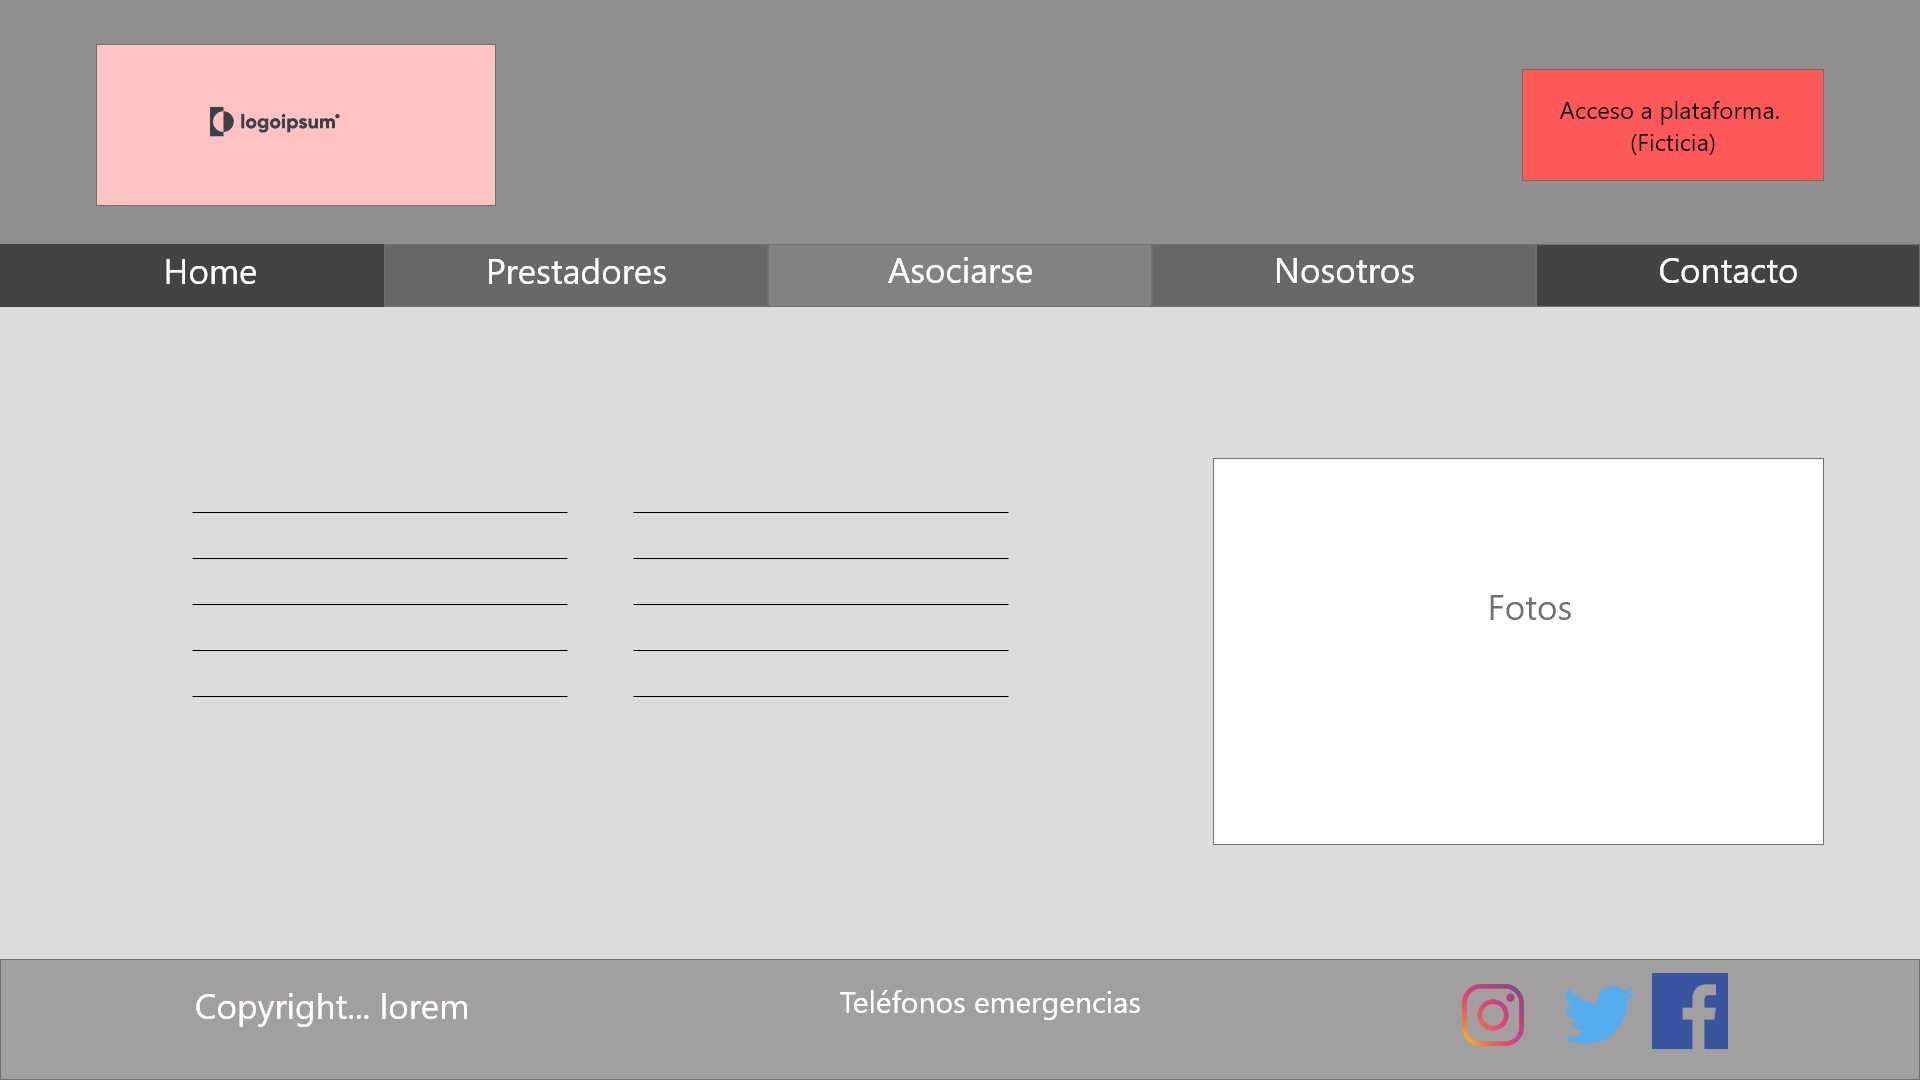 logoipsum
Acceso a plataforma.
(Ficticia)
Home
Prestadores
Asociarse
Nosotros
Contacto
Fotos
Copyright... lorem
Teléfonos emergencias